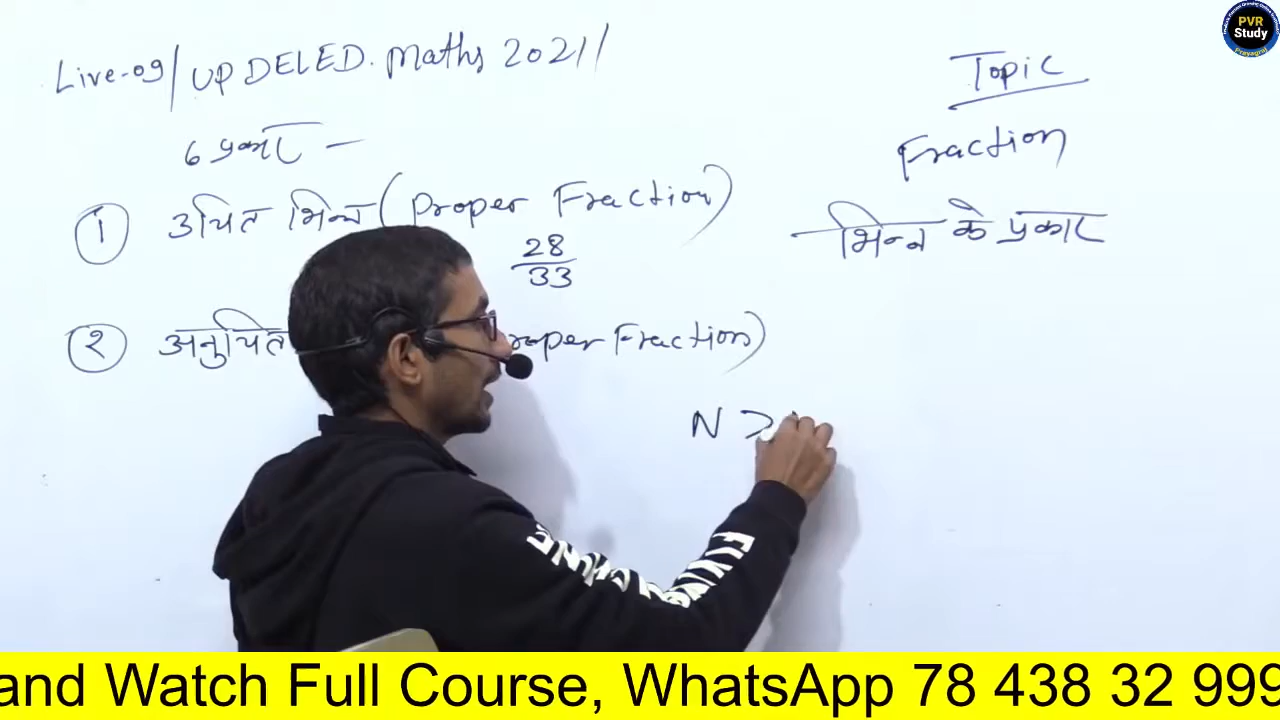 Live-09/ UP DELED. Maths 2021/
Topic
Fraction
भिन्न के प्रकार
6 प्रकार —
① उचित भिन्न (Proper Fraction)
28
33
② अनुचित roper Fraction)
N >
and Watch Full Course, WhatsApp 78 438 32 999
PVR
Study
Prayagraj